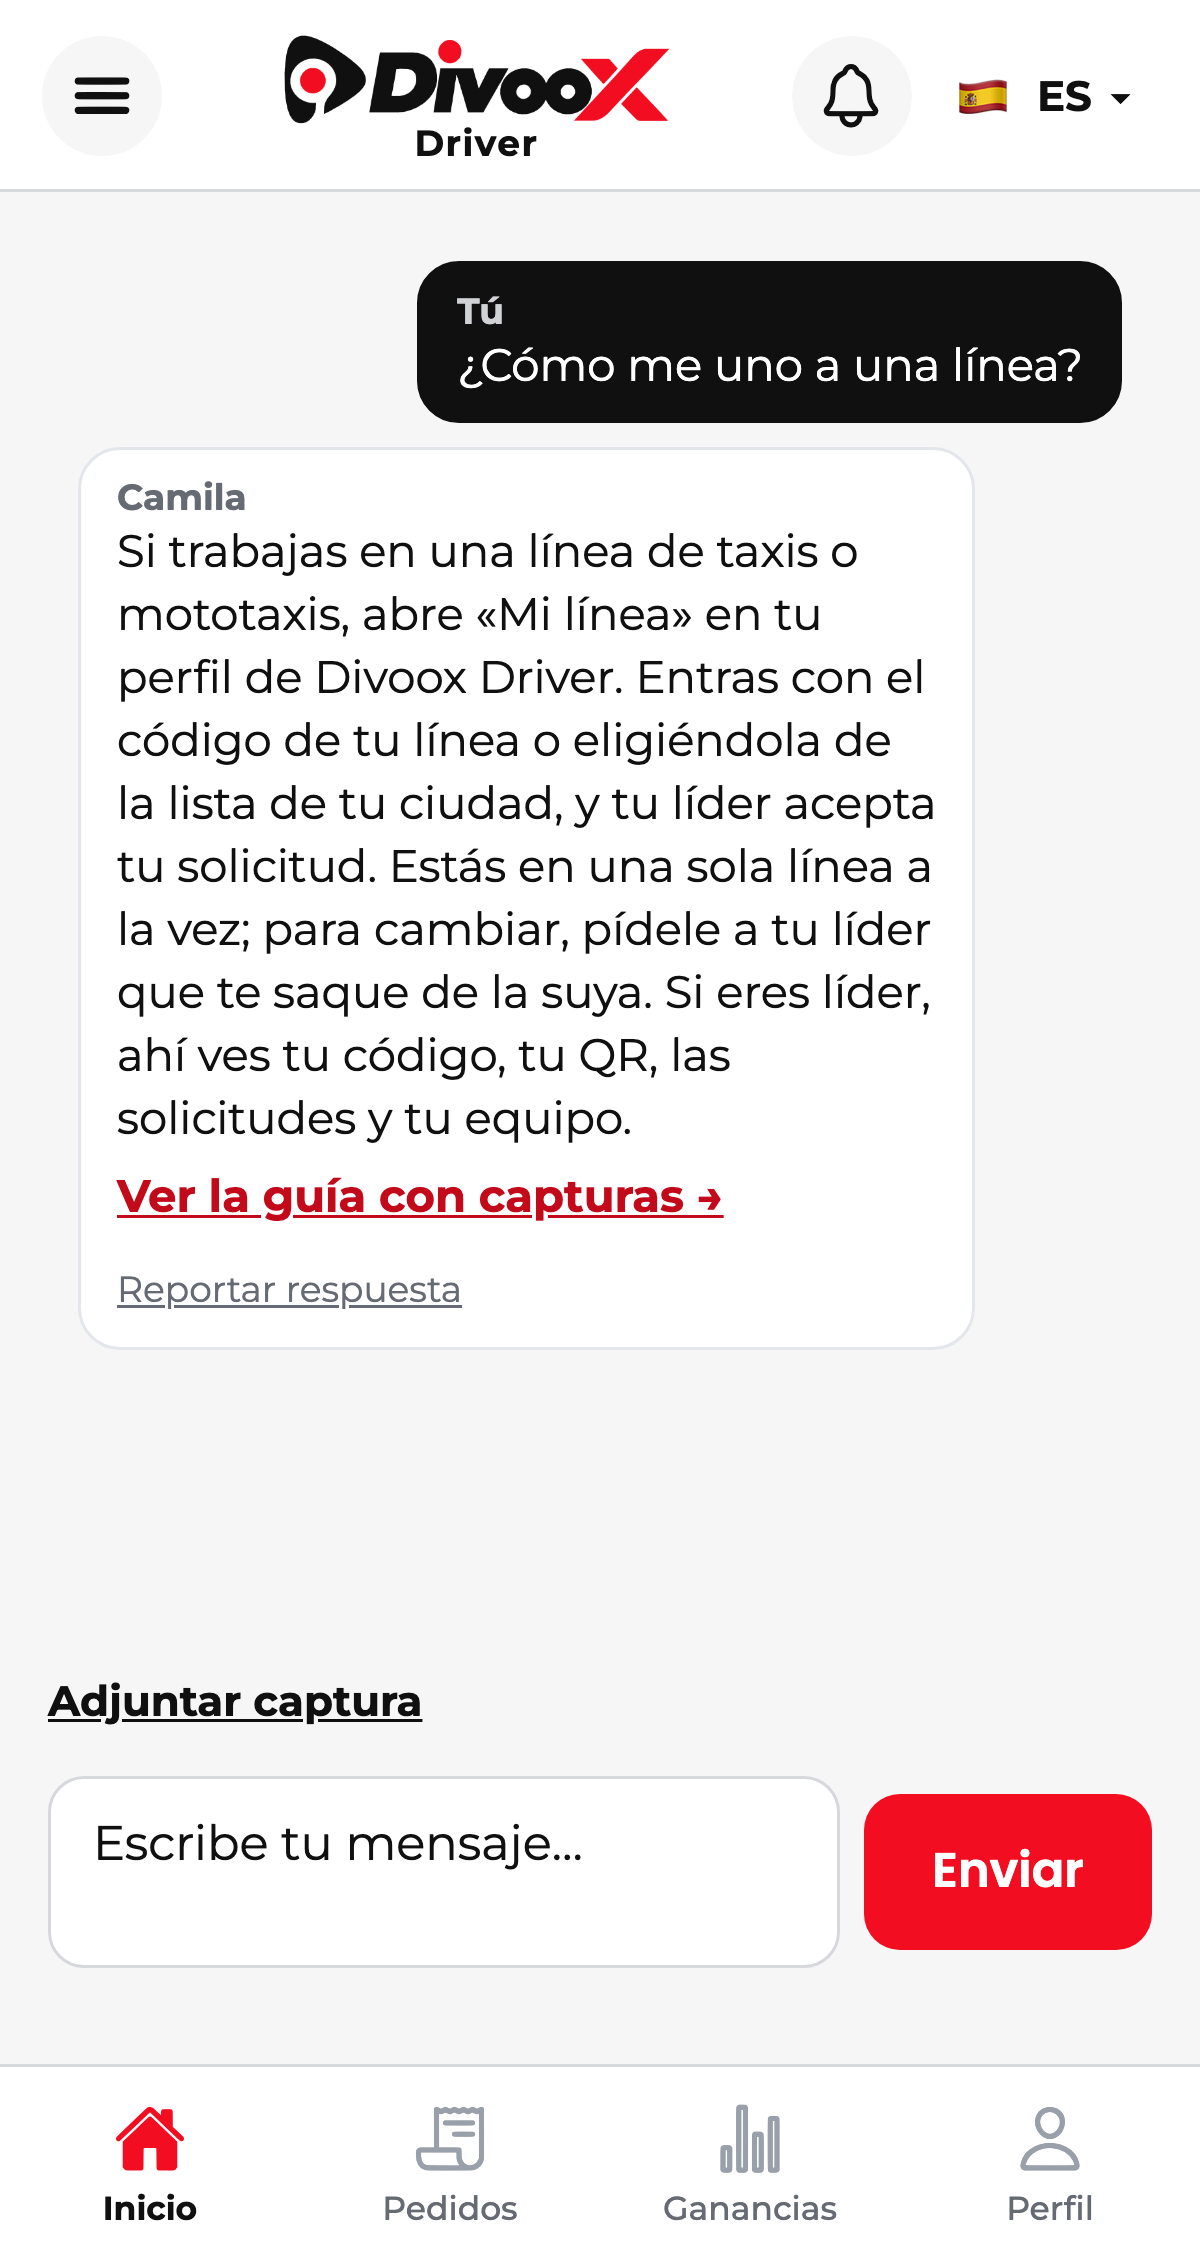 Divoox
Driver
ES
Tú
¿Cómo me uno a una línea?
Camila
Si trabajas en una línea de taxis o
mototaxis, abre «Mi línea» en tu
perfil de Divoox Driver. Entras con el
código de tu línea o eligiéndola de
la lista de tu ciudad, y tu líder acepta
tu solicitud. Estás en una sola línea a
la vez; para cambiar, pídele a tu líder
que te saque de la suya. Si eres líder,
ahí ves tu código, tu QR, las
solicitudes y tu equipo.
Ver la guía con capturas →
Reportar respuesta
Adjuntar captura
Escribe tu mensaje...
Enviar
Inicio
Pedidos
Ganancias
Perfil